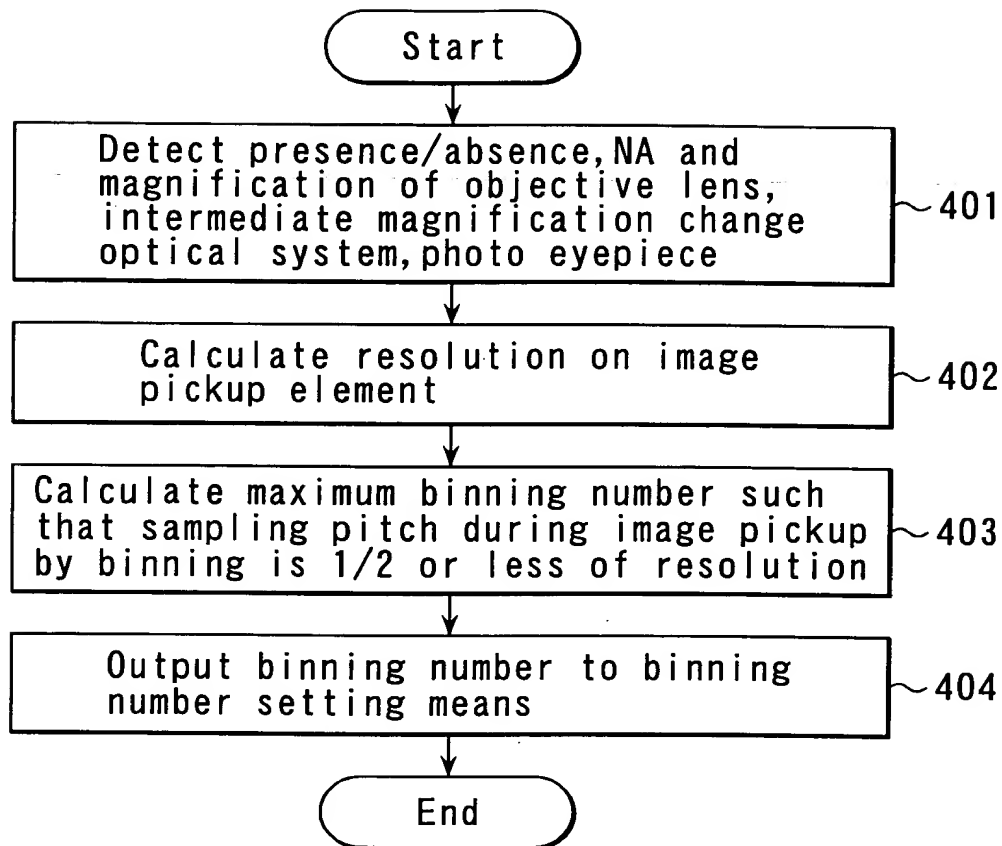 Start
Detect presence/absence, NA and
magnification of objective lens,
intermediate magnification change
optical system, photo eyepiece
401
Calculate resolution on image
pickup element
402
Calculate maximum binning number such
that sampling pitch during image pickup
by binning is 1/2 or less of resolution
403
Output binning number to binning
number setting means
404
End